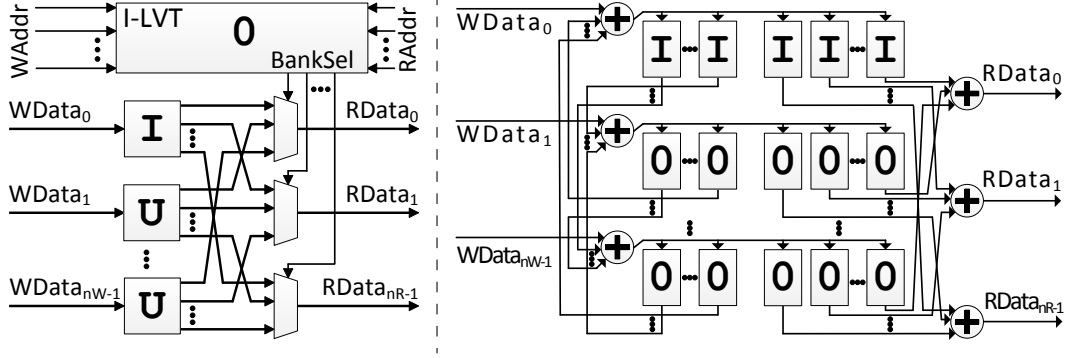 I-LVT
0
WAddr
RAddr
BankSel
WData0
I
RData0
WData1
U
RData1
WDatanW-1
U
RDatanR-1
WData0
I I I I I
RData0
WData1
0 0 0 0 0
RData1
WDatanW-1
0 0 0 0 0
RDatanR-1